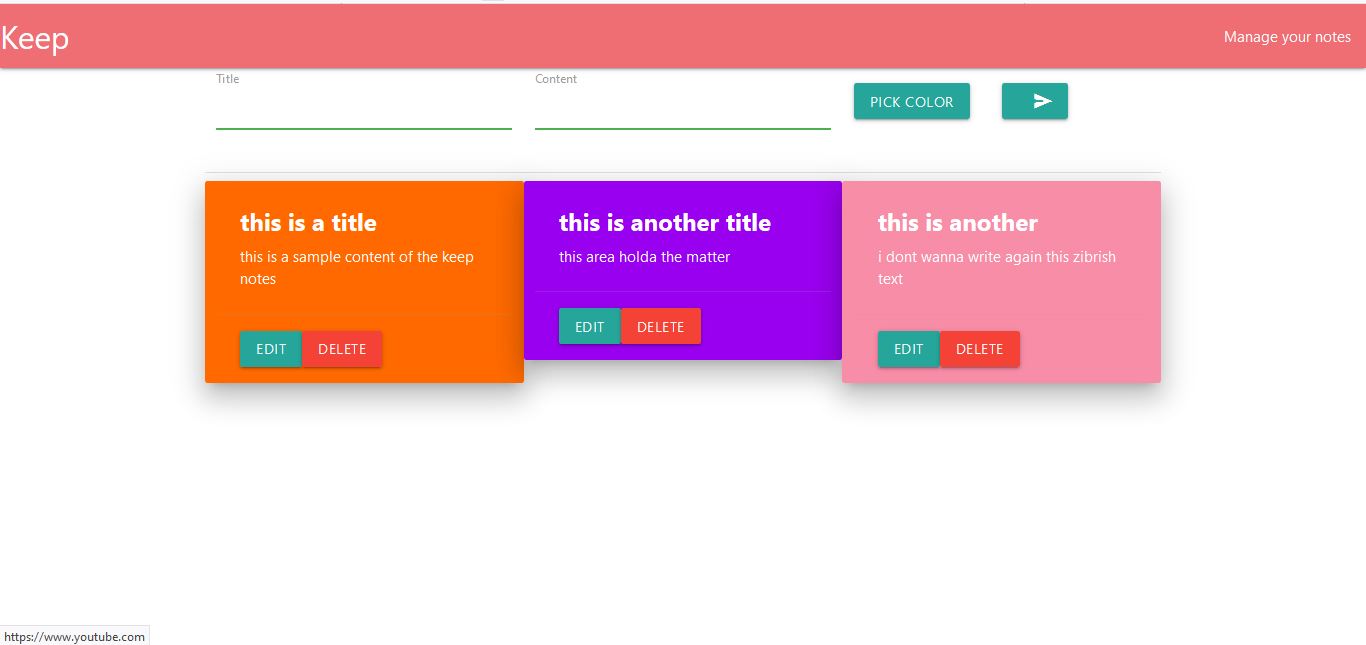 Keep
Manage your notes
Title
Content
PICK COLOR
this is a title
this is a sample content of the keep
notes
EDIT DELETE
this is another title
this area holda the matter
EDIT DELETE
this is another
i dont wanna write again this zibrish
text
EDIT DELETE
https://www.youtube.com